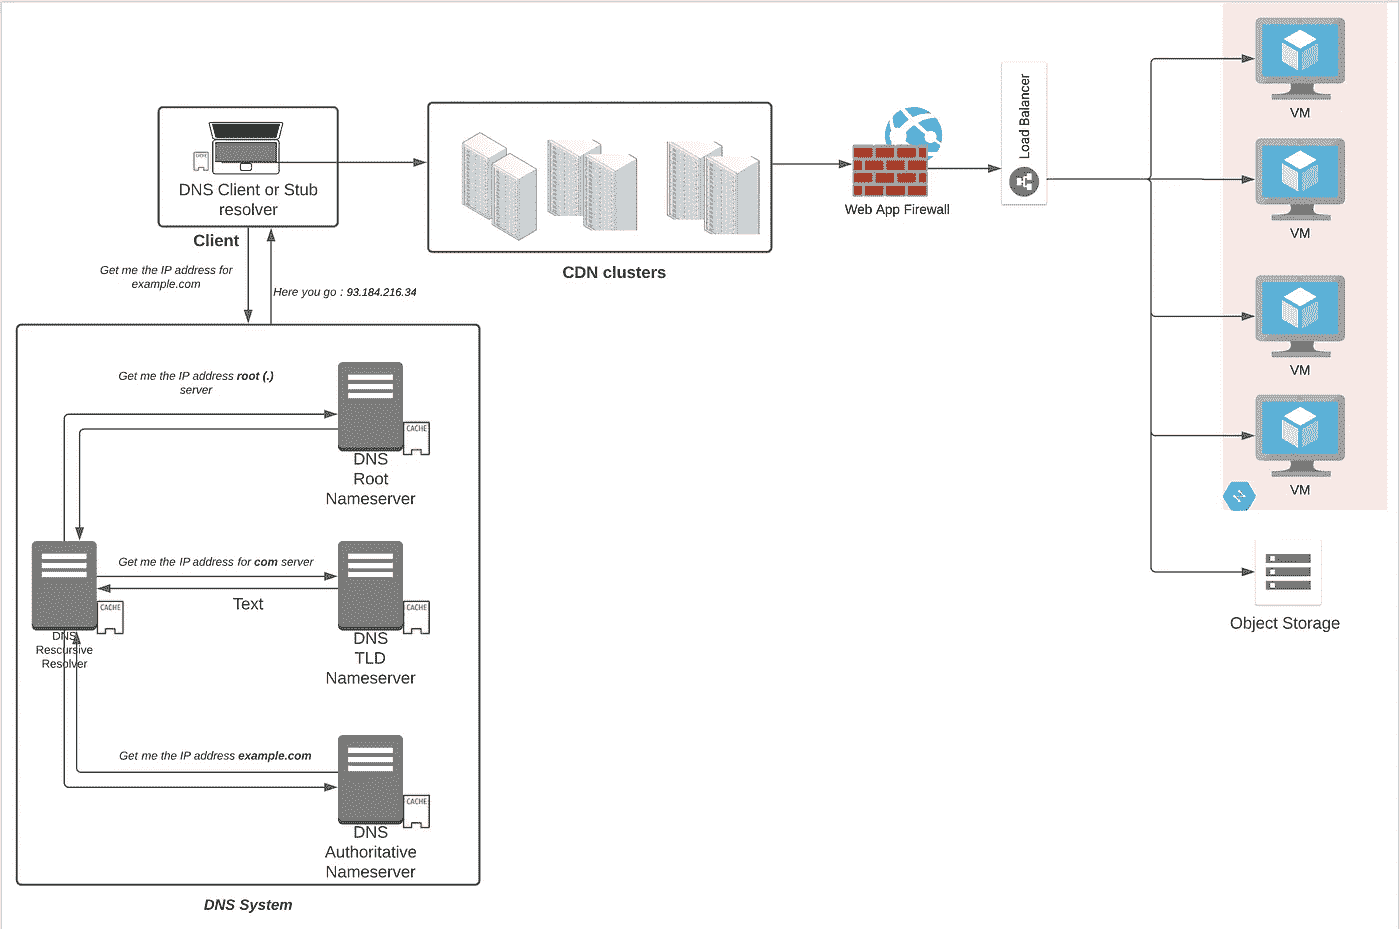 VM
Load Balancer
CACHE
DNS Client or Stub
resolver
Client
Web App Firewall
VM
CDN clusters
Get me the IP address for
example.com
Here you go : 93.184.216.34
VM
Get me the IP address root (.)
server
CACHE
DNS
Root
Nameserver
VM
Get me the IP address for com server
Text
CACHE
CACHE
DNS
Rescursive
Resolver
DNS
TLD
Nameserver
Object Storage
Get me the IP address example.com
CACHE
DNS
Authoritative
Nameserver
DNS System